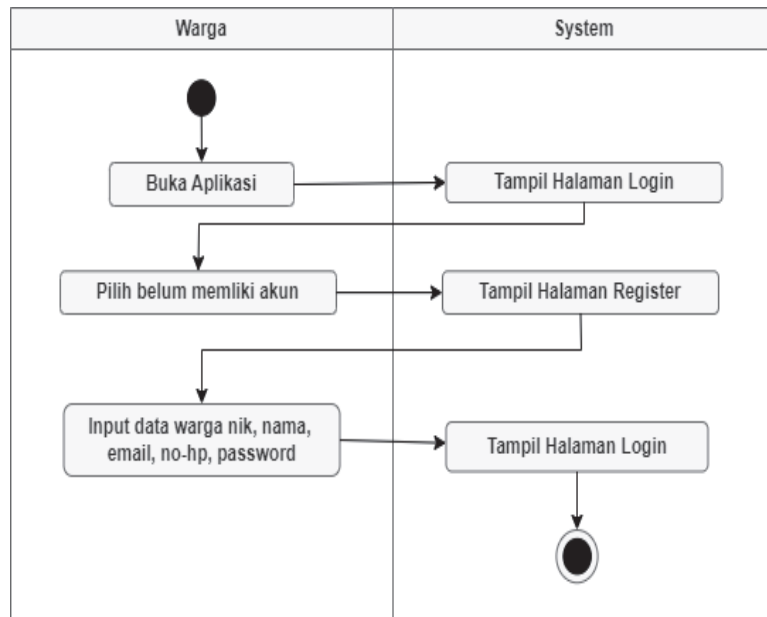 Warga
System
Buka Aplikasi
Tampil Halaman Login
Pilih belum memliki akun
Tampil Halaman Register
Input data warga nik, nama,
email, no-hp, password
Tampil Halaman Login